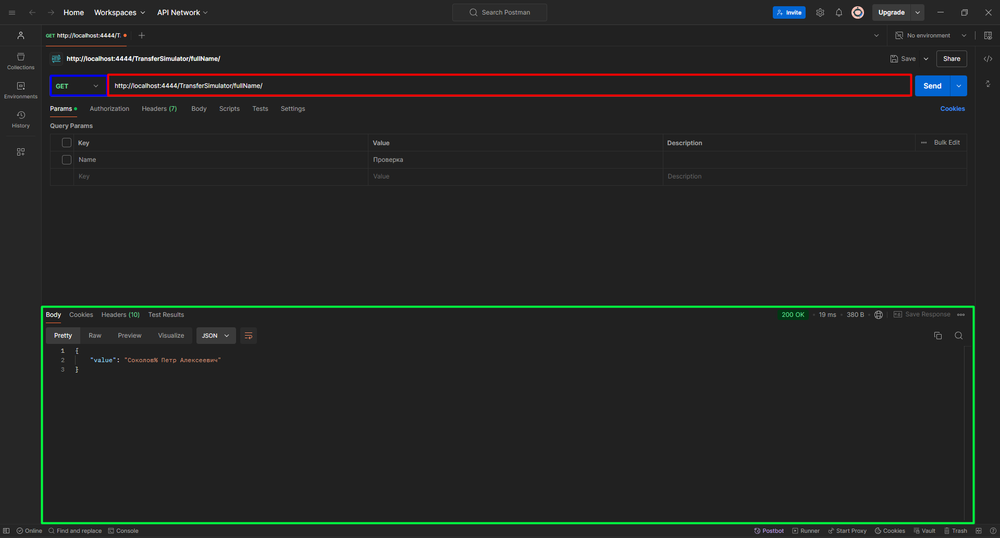 Home Workspaces API Network Search Postman Invite Upgrade
GET http://localhost:4444/T. No environment
HTTP http://localhost:4444/TransferSimulator/fullName/ Save Share
Collections
GET http://localhost:4444/TransferSimulator/fullName/ Send
Environments
Params Authorization Headers (7) Body Scripts Tests Settings Cookies
History
Query Params
Key Value Description Bulk Edit
Name Проверка
Key Value Description
Body Cookies Headers (10) Test Results 200 OK 19 ms 380 B e.g. Save Response
Pretty Raw Preview Visualize JSON
1 {
2 "value": "Соколов% Петр Алексеевич"
3 }
Online Find and replace Console Postbot Runner Start Proxy Cookies Vault Trash